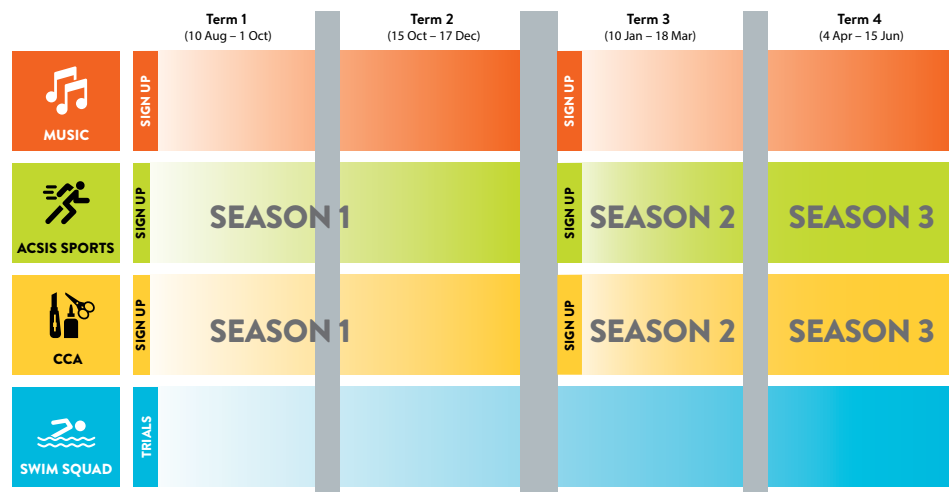 Term 1
(10 Aug – 1 Oct)
Term 2
(15 Oct – 17 Dec)
Term 3
(10 Jan – 18 Mar)
Term 4
(4 Apr – 15 Jun)
MUSIC
SIGN UP
SIGN UP
ACSIS SPORTS
SIGN UP
SEASON 1
SIGN UP
SEASON 2
SEASON 3
CCA
SIGN UP
SEASON 1
SIGN UP
SEASON 2
SEASON 3
SWIM SQUAD
TRIALS